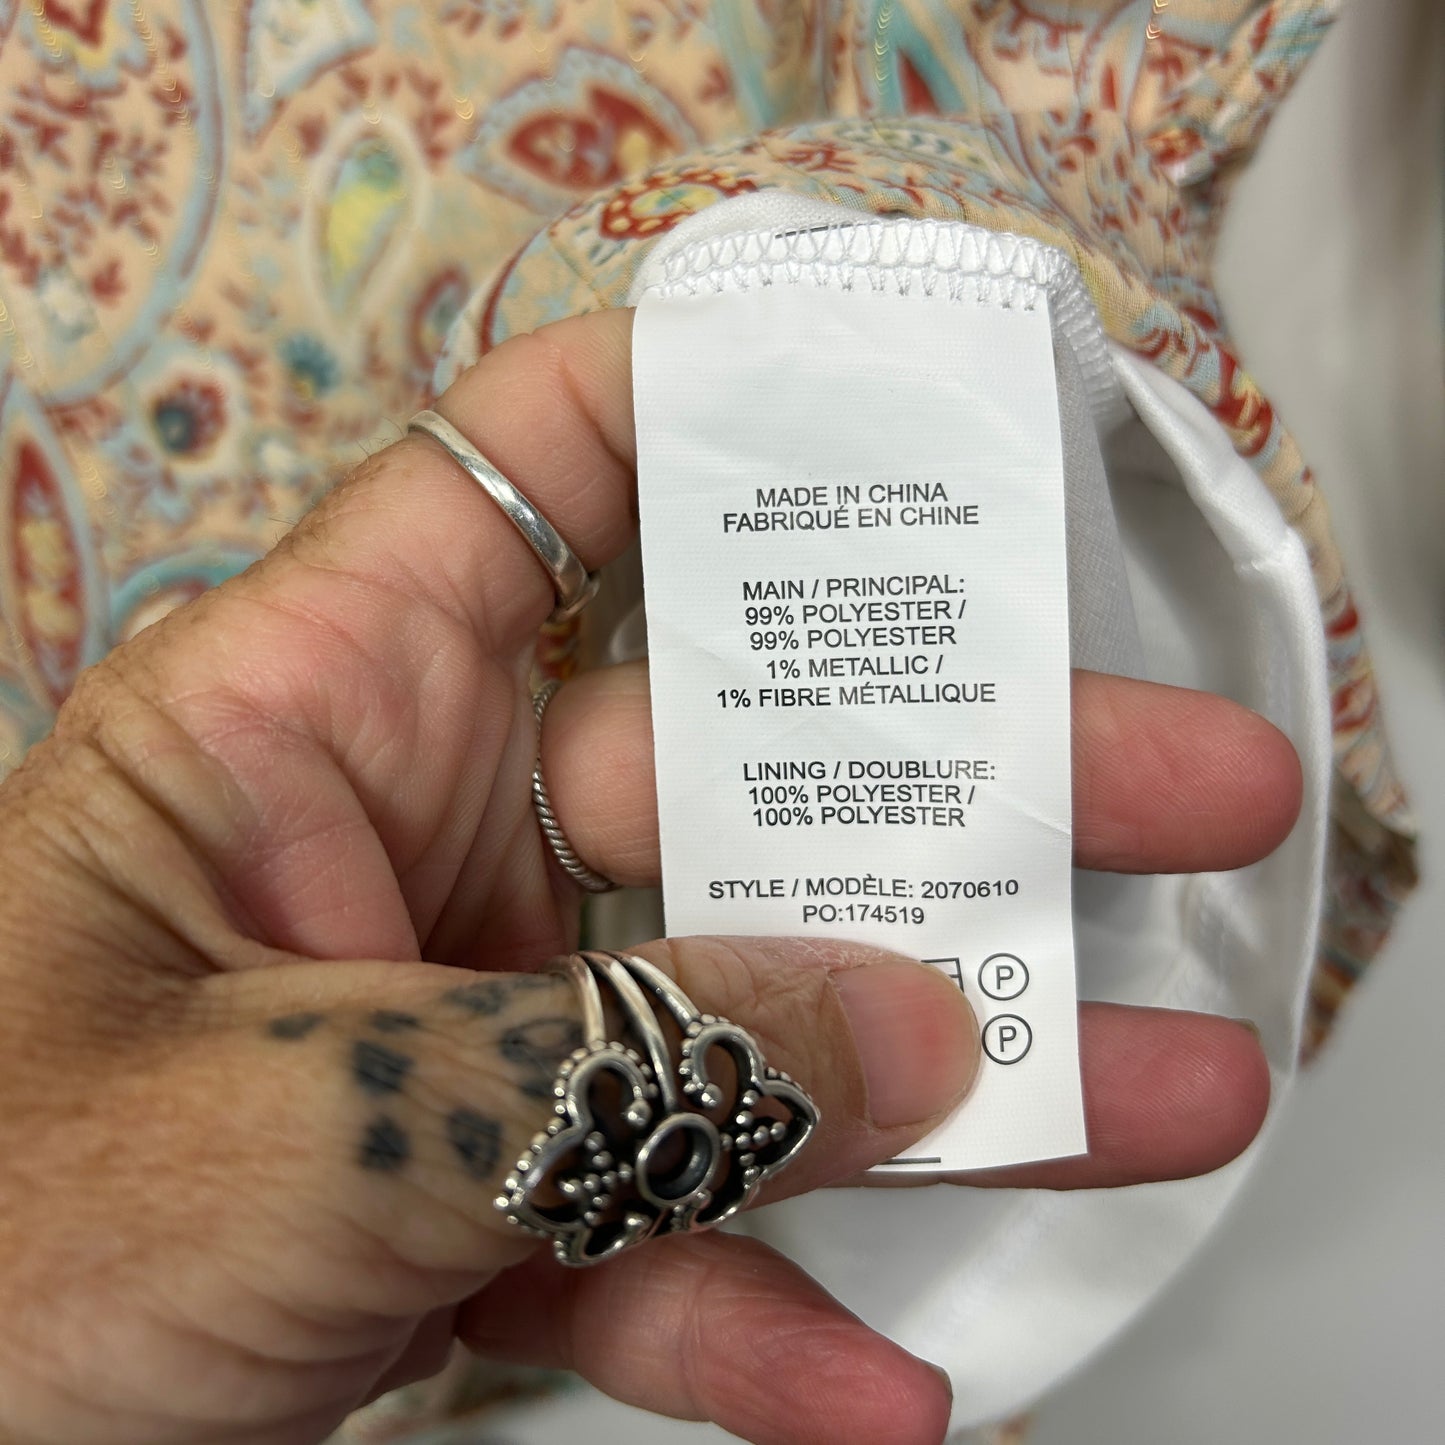 MADE IN CHINA
FABRIQUÉ EN CHINE
MAIN / PRINCIPAL:
99% POLYESTER /
99% POLYESTER
1% METALLIC /
1% FIBRE MÉTALLIQUE
LINING / DOUBLURE:
100% POLYESTER /
100% POLYESTER
STYLE / MODÈLE: 2070610
PO:174519
P
P